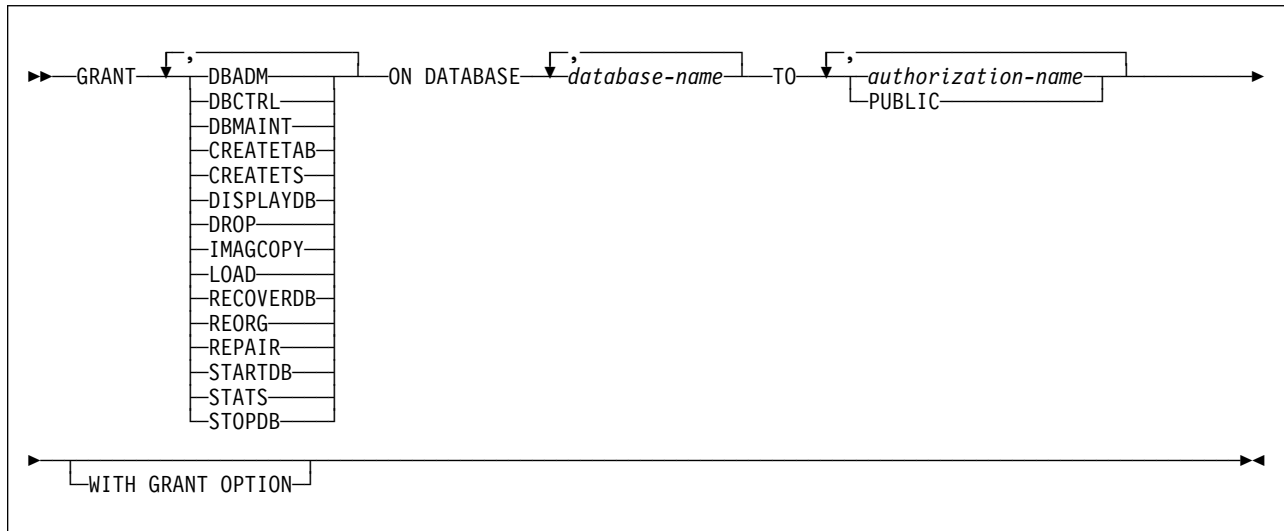 , , ,
GRANT DBADM ON DATABASE database-name TO authorization-name
DBCTRL PUBLIC
DBMAINT
CREATETAB
CREATETS
DISPLAYDB
DROP
IMAGCOPY
LOAD
RECOVERDB
REORG
REPAIR
STARTDB
STATS
STOPDB
WITH GRANT OPTION